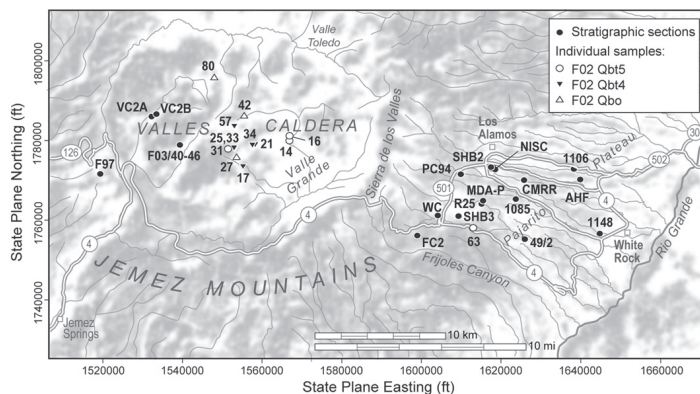 Stratigraphic sections
Individual samples:
F02 Qbt5
F02 Qbt4
F02 Qbo
Valle
Toledo
80
VC2A
VC2B
42
57
VALLES
CALDERA
25,33
34
21
16
31
14
F03/40-46
27
17
Valle
Grande
126
F97
4
Sierra de los Valles
Los
Alamos
NISC
SHB2
PC94
1106
Plateau
502
30
501
MDA-P
CMRR
AHF
4
R25
WC
SHB3
1085
Pajarito
1148
White
Rock
Rio Grande
FC2
63
49/2
4
4
Frijoles Canyon
JEMEZ MOUNTAINS
Jemez
Springs
10 km
10 mi
State Plane Northing (ft)
1800000
1780000
1760000
1740000
1520000
1540000
1560000
1580000
1600000
1620000
1640000
1660000
State Plane Easting (ft)